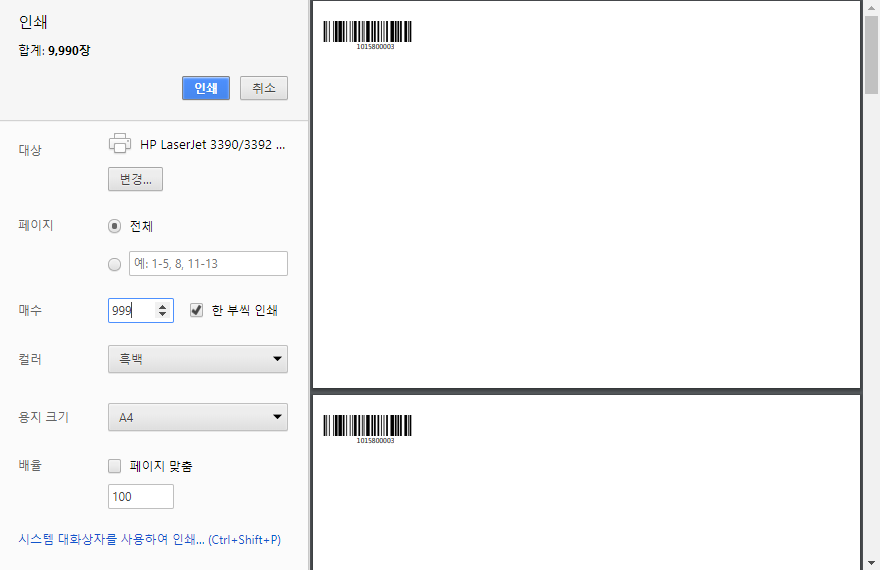 인쇄
합계: 9,990장
인쇄
취소
대상
HP LaserJet 3390/3392 ...
변경...
페이지
전체
예: 1-5, 8, 11-13
매수
999
한 부씩 인쇄
컬러
흑백
용지 크기
A4
배율
페이지 맞춤
100
시스템 대화상자를 사용하여 인쇄... (Ctrl+Shift+P)
1015800003
1015800003